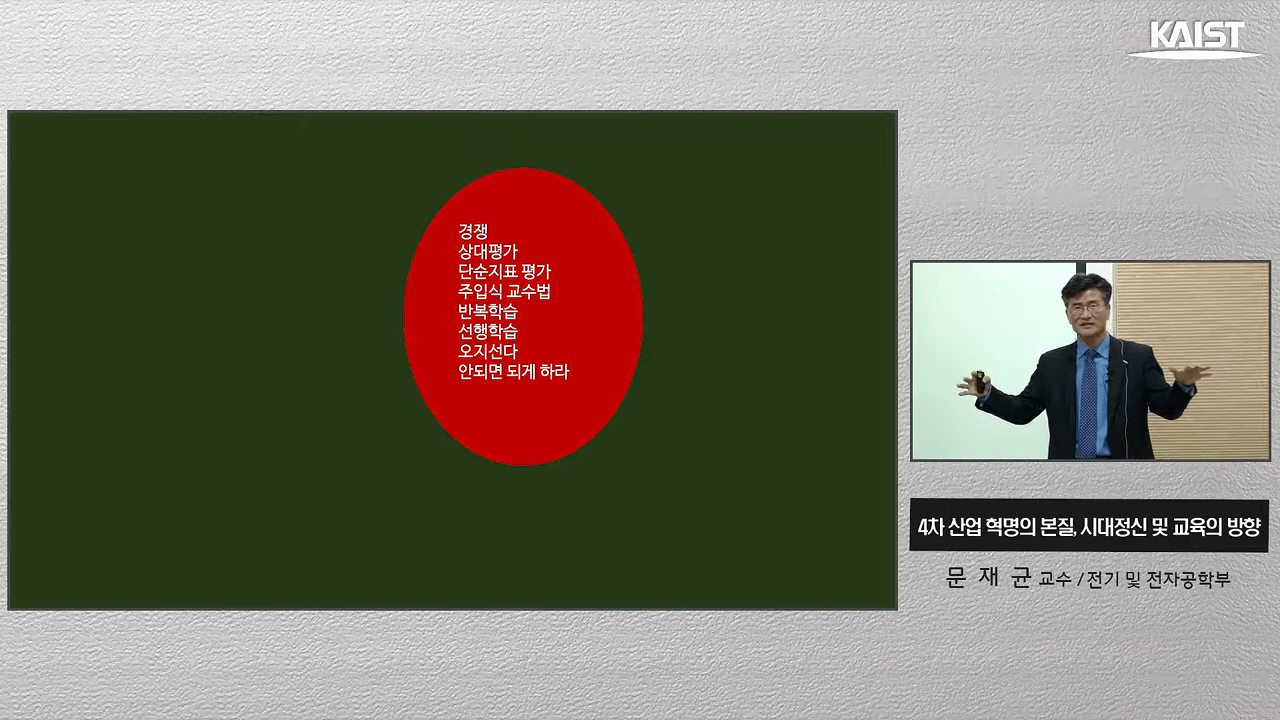 KAIST
경쟁
상대평가
단순지표 평가
주입식 교수법
반복학습
선행학습
오지선다
안되면 되게 하라
4차 산업 혁명의 본질, 시대정신 및 교육의 방향
문 재 균 교수 / 전기 및 전자공학부